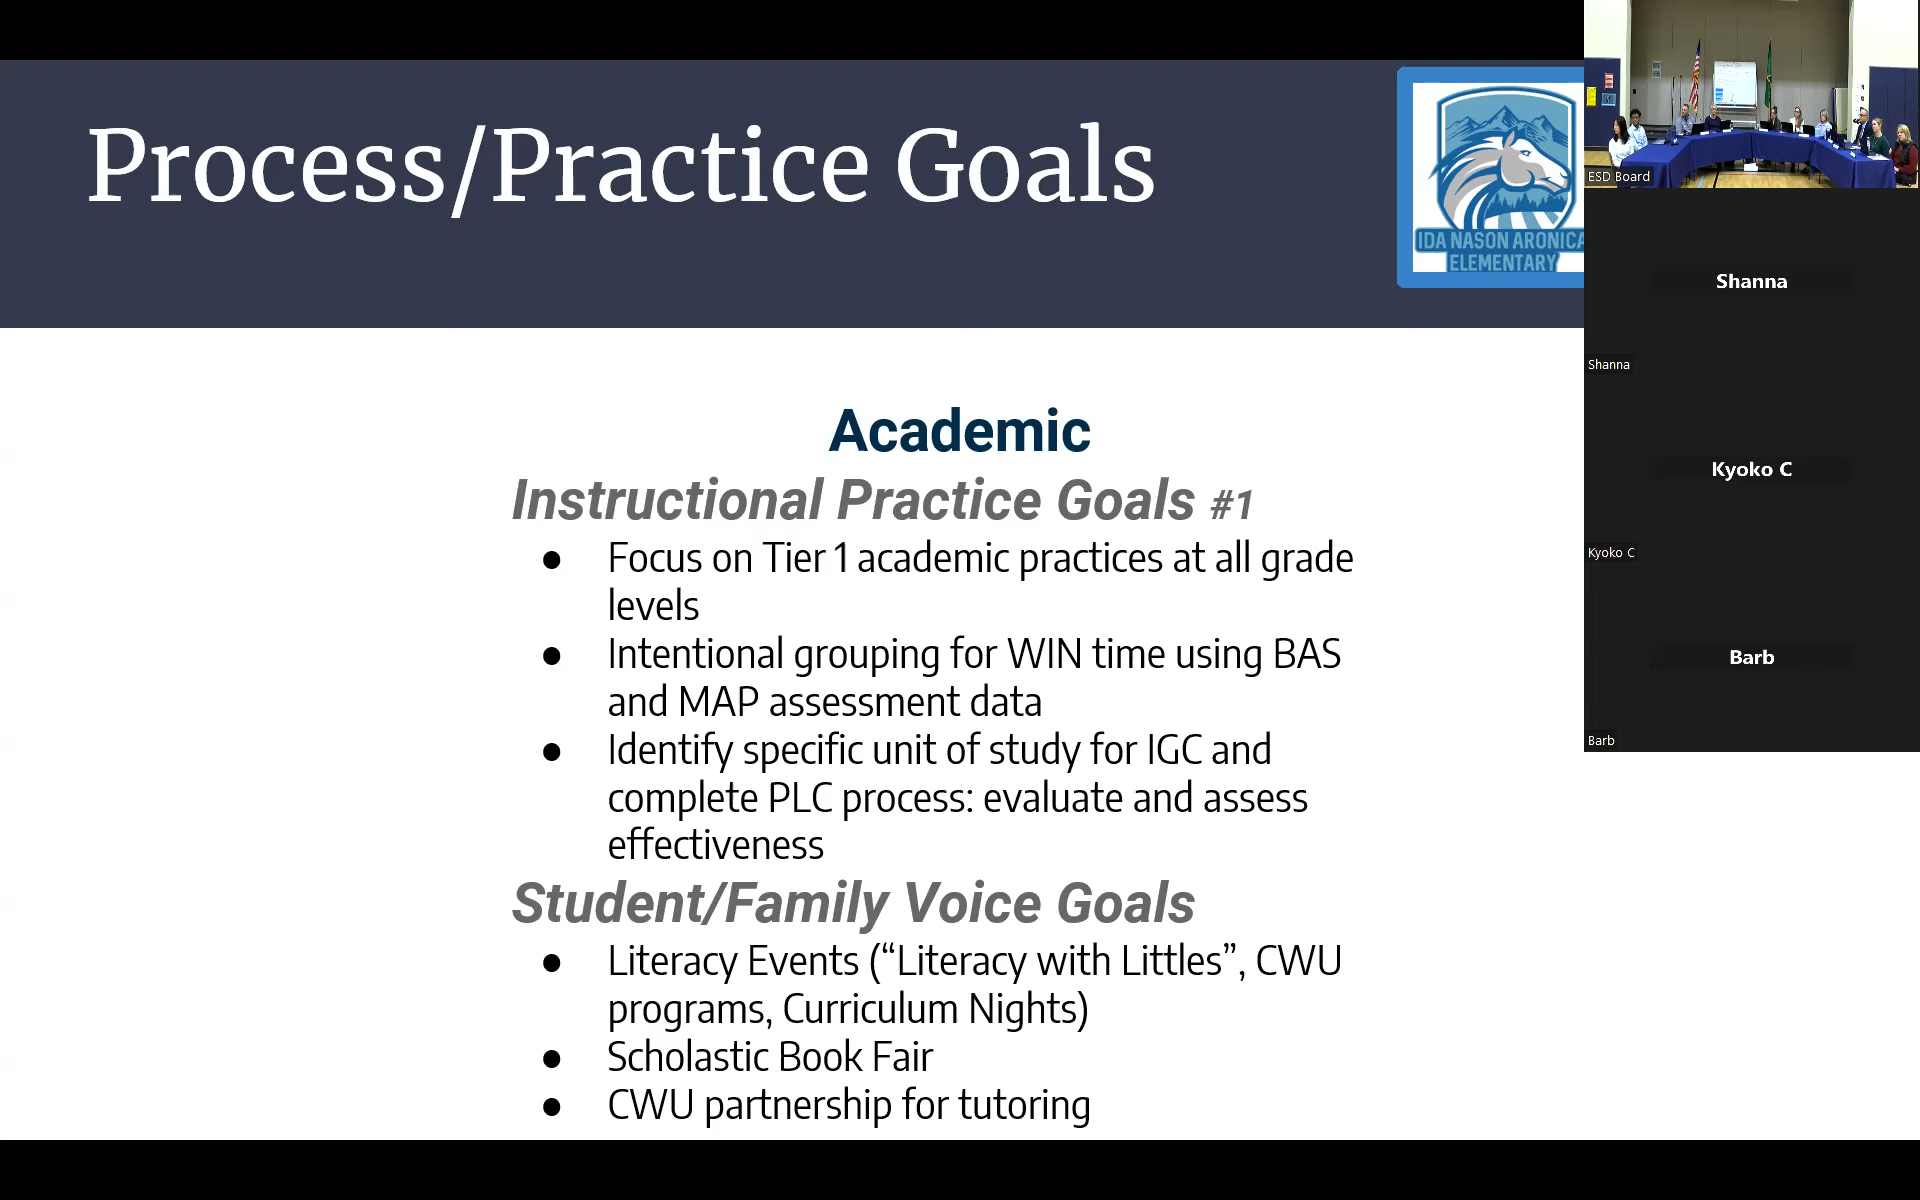 Process/Practice Goals
IDA NASON ARONICA
ELEMENTARY
Academic
Instructional Practice Goals #1
● Focus on Tier 1 academic practices at all grade
levels
● Intentional grouping for WIN time using BAS
and MAP assessment data
● Identify specific unit of study for IGC and
complete PLC process: evaluate and assess
effectiveness
Student/Family Voice Goals
● Literacy Events (“Literacy with Littles”, CWU
programs, Curriculum Nights)
● Scholastic Book Fair
● CWU partnership for tutoring
ESD Board
Shanna
Shanna
Kyoko C
Kyoko C
Barb
Barb